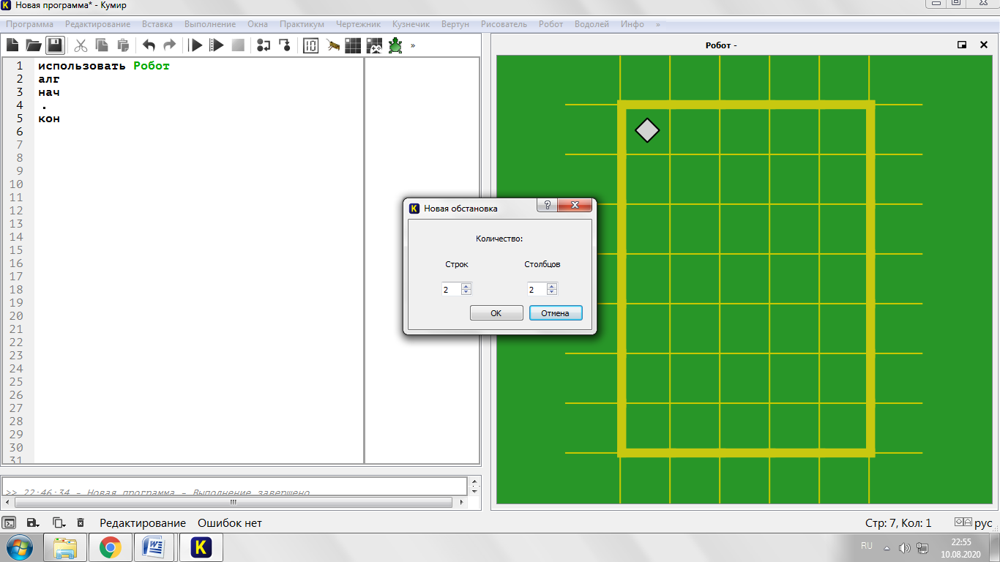 Новая программа* - Кумир
Программа Редактирование Вставка Выполнение Окна Практикум Чертежник Кузнечик Вертун Рисователь Робот Водолей Инфо »
10 »
Робот -
1 использовать Робот
2 алг
3 нач
4 .
5 кон
6
7
8
9
10
11
12
13
14
15
16
17
18
19
20
21
22
23
24
25
26
27
28
29
30
31
Новая обстановка
Количество:
Строк Столбцов
2 2
OK Отмена
>> 22:46:34 - Новая программа - Выполнение завершено
Редактирование Ошибок нет Стр: 7, Кол: 1 рус
RU 22:55
10.08.2020